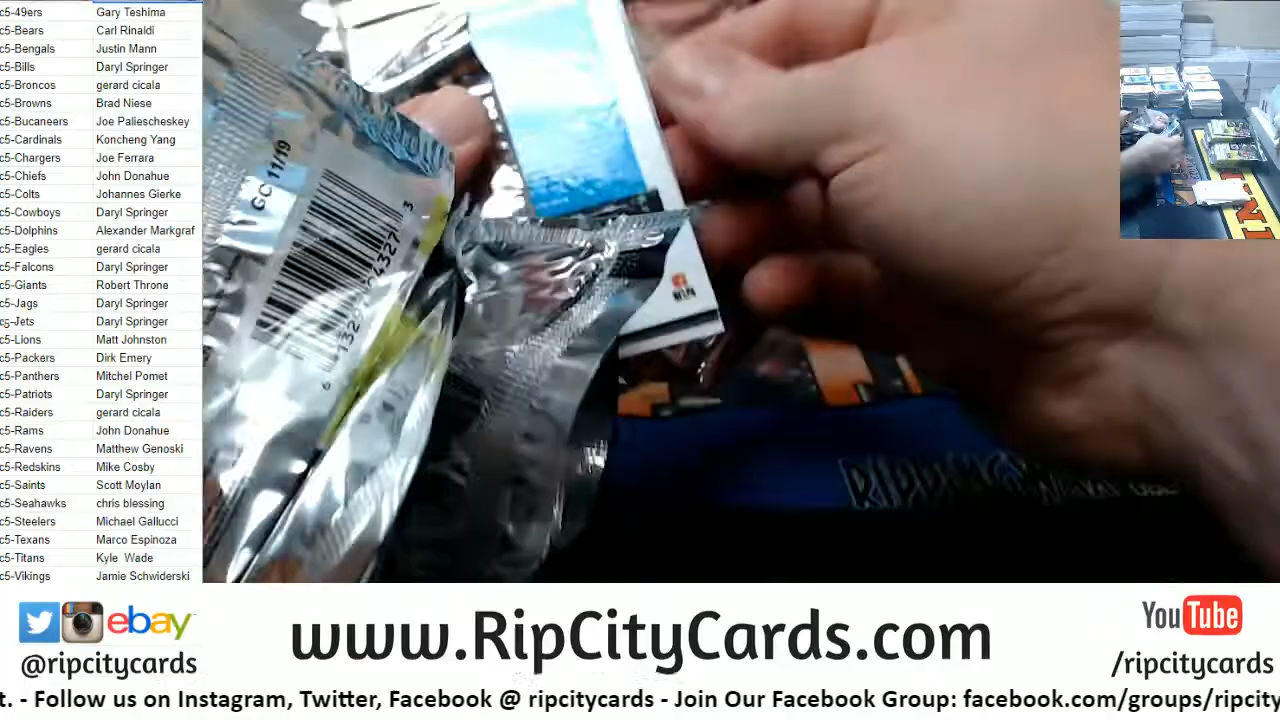 c5-49ers Gary Teshima
c5-Bears Carl Rinaldi
c5-Bengals Justin Mann
c5-Bills Daryl Springer
c5-Broncos gerard cicala
c5-Browns Brad Niese
c5-Bucaneers Joe Paliescheskey
c5-Cardinals Koncheng Yang
c5-Chargers Joe Ferrara
c5-Chiefs John Donahue
c5-Colts Johannes Gierke
c5-Cowboys Daryl Springer
c5-Dolphins Alexander Markgraf
c5-Eagles gerard cicala
c5-Falcons Daryl Springer
c5-Giants Robert Throne
c5-Jags Daryl Springer
c5-Jets Daryl Springer
c5-Lions Matt Johnston
c5-Packers Dirk Emery
c5-Panthers Mitchel Pomet
c5-Patriots Daryl Springer
c5-Raiders gerard cicala
c5-Rams John Donahue
c5-Ravens Matthew Genoski
c5-Redskins Mike Cosby
c5-Saints Scott Moylan
c5-Seahawks chris blessing
c5-Steelers Michael Gallucci
c5-Texans Marco Espinoza
c5-Titans Kyle Wade
c5-Vikings Jamie Schwiderski
GC 11/19
ebay
@ripcitycards
www.RipCityCards.com
YouTube
/ripcitycards
t. - Follow us on Instagram, Twitter, Facebook @ ripcitycards - Join Our Facebook Group: facebook.com/groups/ripcity